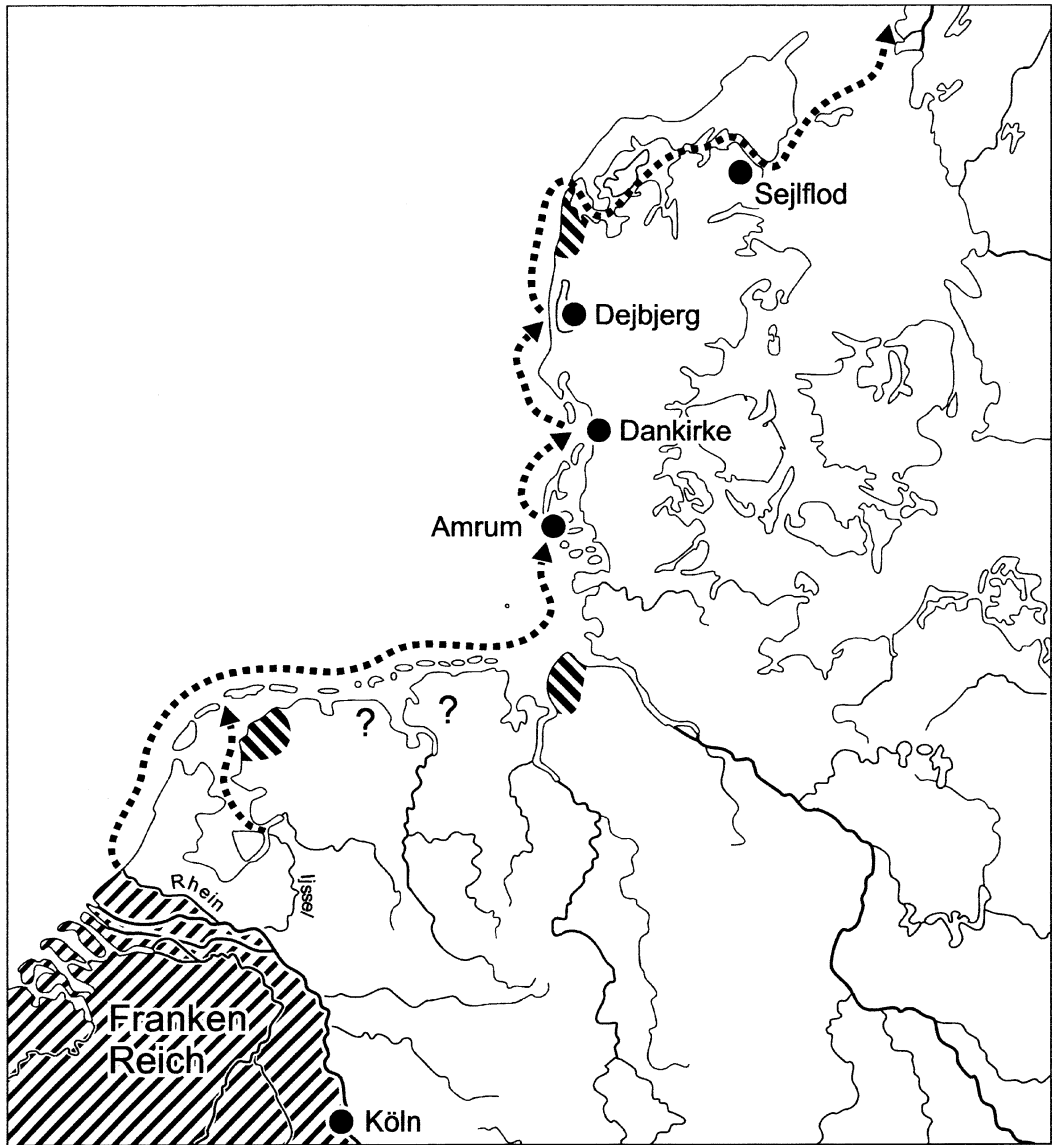 Sejlflod
Dejbjerg
Dankirke
Amrum
?
?
Rhein
Ijssel
Franken
Reich
Köln